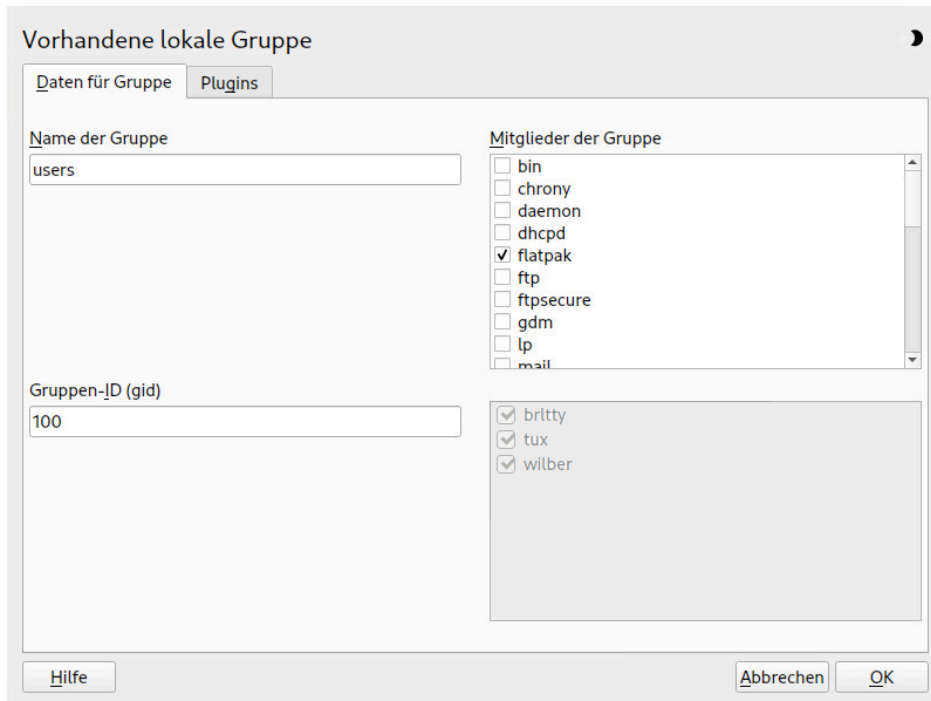 Vorhandene lokale Gruppe
Daten für Gruppe
Plugins
Name der Gruppe
users
Mitglieder der Gruppe
bin
chrony
daemon
dhcpd
flatpak
ftp
ftpsecure
gdm
lp
mail
Gruppen-ID (gid)
100
brltty
tux
wilber
Hilfe
Abbrechen
OK